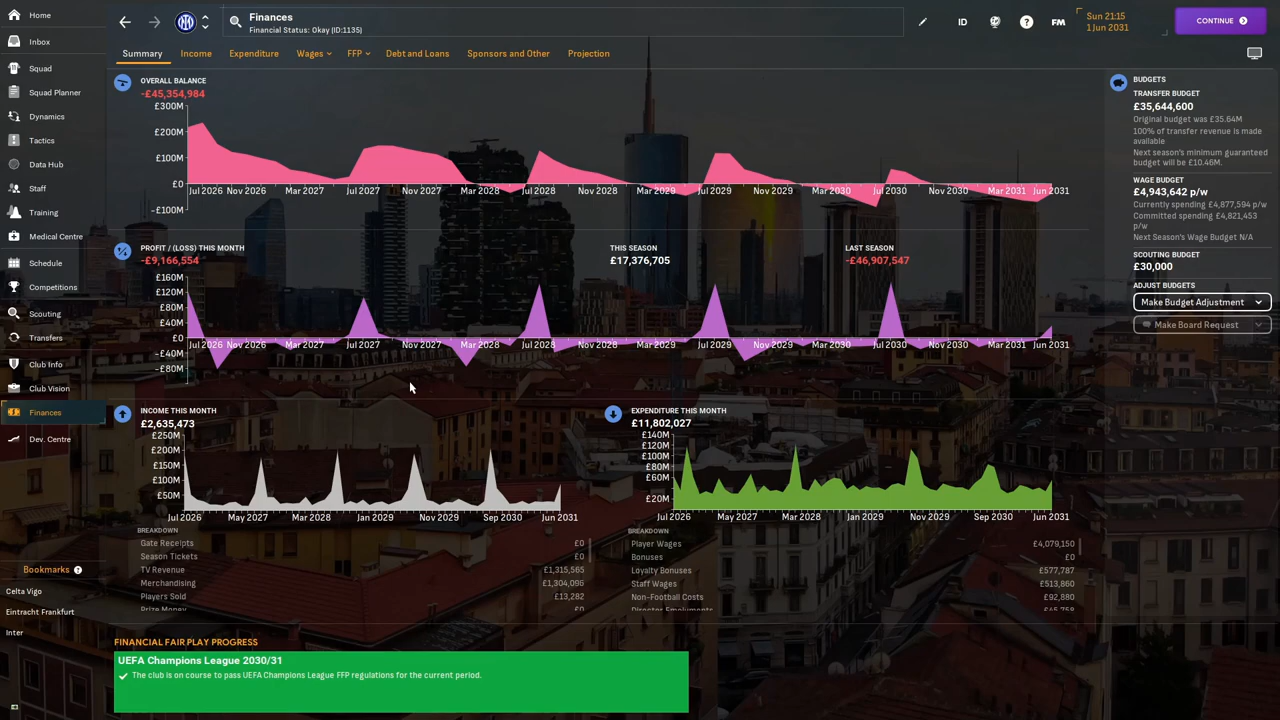 Home
Inbox
Squad
Squad Planner
Dynamics
Tactics
Data Hub
Staff
Training
Medical Centre
Schedule
Competitions
Scouting
Transfers
Club Info
Club Vision
Finances
Dev. Centre
Bookmarks ?
Celta Vigo
Eintracht Frankfurt
Inter
Finances
Financial Status: Okay (ID:1135)
ID
?
FM
Sun 21:15
1 Jun 2031
CONTINUE
Summary Income Expenditure Wages FFP Debt and Loans Sponsors and Other Projection
OVERALL BALANCE
-£45,354,984
£300M
£200M
£100M
£0
-£100M
Jul 2026 Nov 2026 Mar 2027 Jul 2027 Nov 2027 Mar 2028 Jul 2028 Nov 2028 Mar 2029 Jul 2029 Nov 2029 Mar 2030 Jul 2030 Nov 2030 Mar 2031 Jun 2031
PROFIT / (LOSS) THIS MONTH
-£9,166,554
THIS SEASON
£17,376,705
LAST SEASON
-£46,907,547
£160M
£120M
£80M
£40M
£0
-£40M
-£80M
Jul 2026 Nov 2026 Mar 2027 Jul 2027 Nov 2027 Mar 2028 Jul 2028 Nov 2028 Mar 2029 Jul 2029 Nov 2029 Mar 2030 Jul 2030 Nov 2030 Mar 2031 Jun 2031
INCOME THIS MONTH
£2,635,473
£250M
£200M
£150M
£100M
£50M
Jul 2026 May 2027 Mar 2028 Jan 2029 Nov 2029 Sep 2030 Jun 2031
BREAKDOWN
Gate Receipts £0
Season Tickets £0
TV Revenue £1,315,565
Merchandising £1,304,096
Players Sold £13,282
Prize Money £0
EXPENDITURE THIS MONTH
£11,802,027
£140M
£120M
£100M
£80M
£60M
£20M
Jul 2026 May 2027 Mar 2028 Jan 2029 Nov 2029 Sep 2030 Jun 2031
BREAKDOWN
Player Wages £4,079,150
Bonuses £0
Loyalty Bonuses £577,787
Staff Wages £513,860
Non-Football Costs £92,880
Director Emoluments £45,758
FINANCIAL FAIR PLAY PROGRESS
UEFA Champions League 2030/31
The club is on course to pass UEFA Champions League FFP regulations for the current period.
BUDGETS
TRANSFER BUDGET
£35,644,600
Original budget was £35.64M
100% of transfer revenue is made
available
Next season's minimum guaranteed
budget will be £10.46M.
WAGE BUDGET
£4,943,642 p/w
Currently spending £4,877,594 p/w
Committed spending £4,821,453
p/w
Next Season's Wage Budget N/A
SCOUTING BUDGET
£30,000
ADJUST BUDGETS
Make Budget Adjustment
Make Board Request